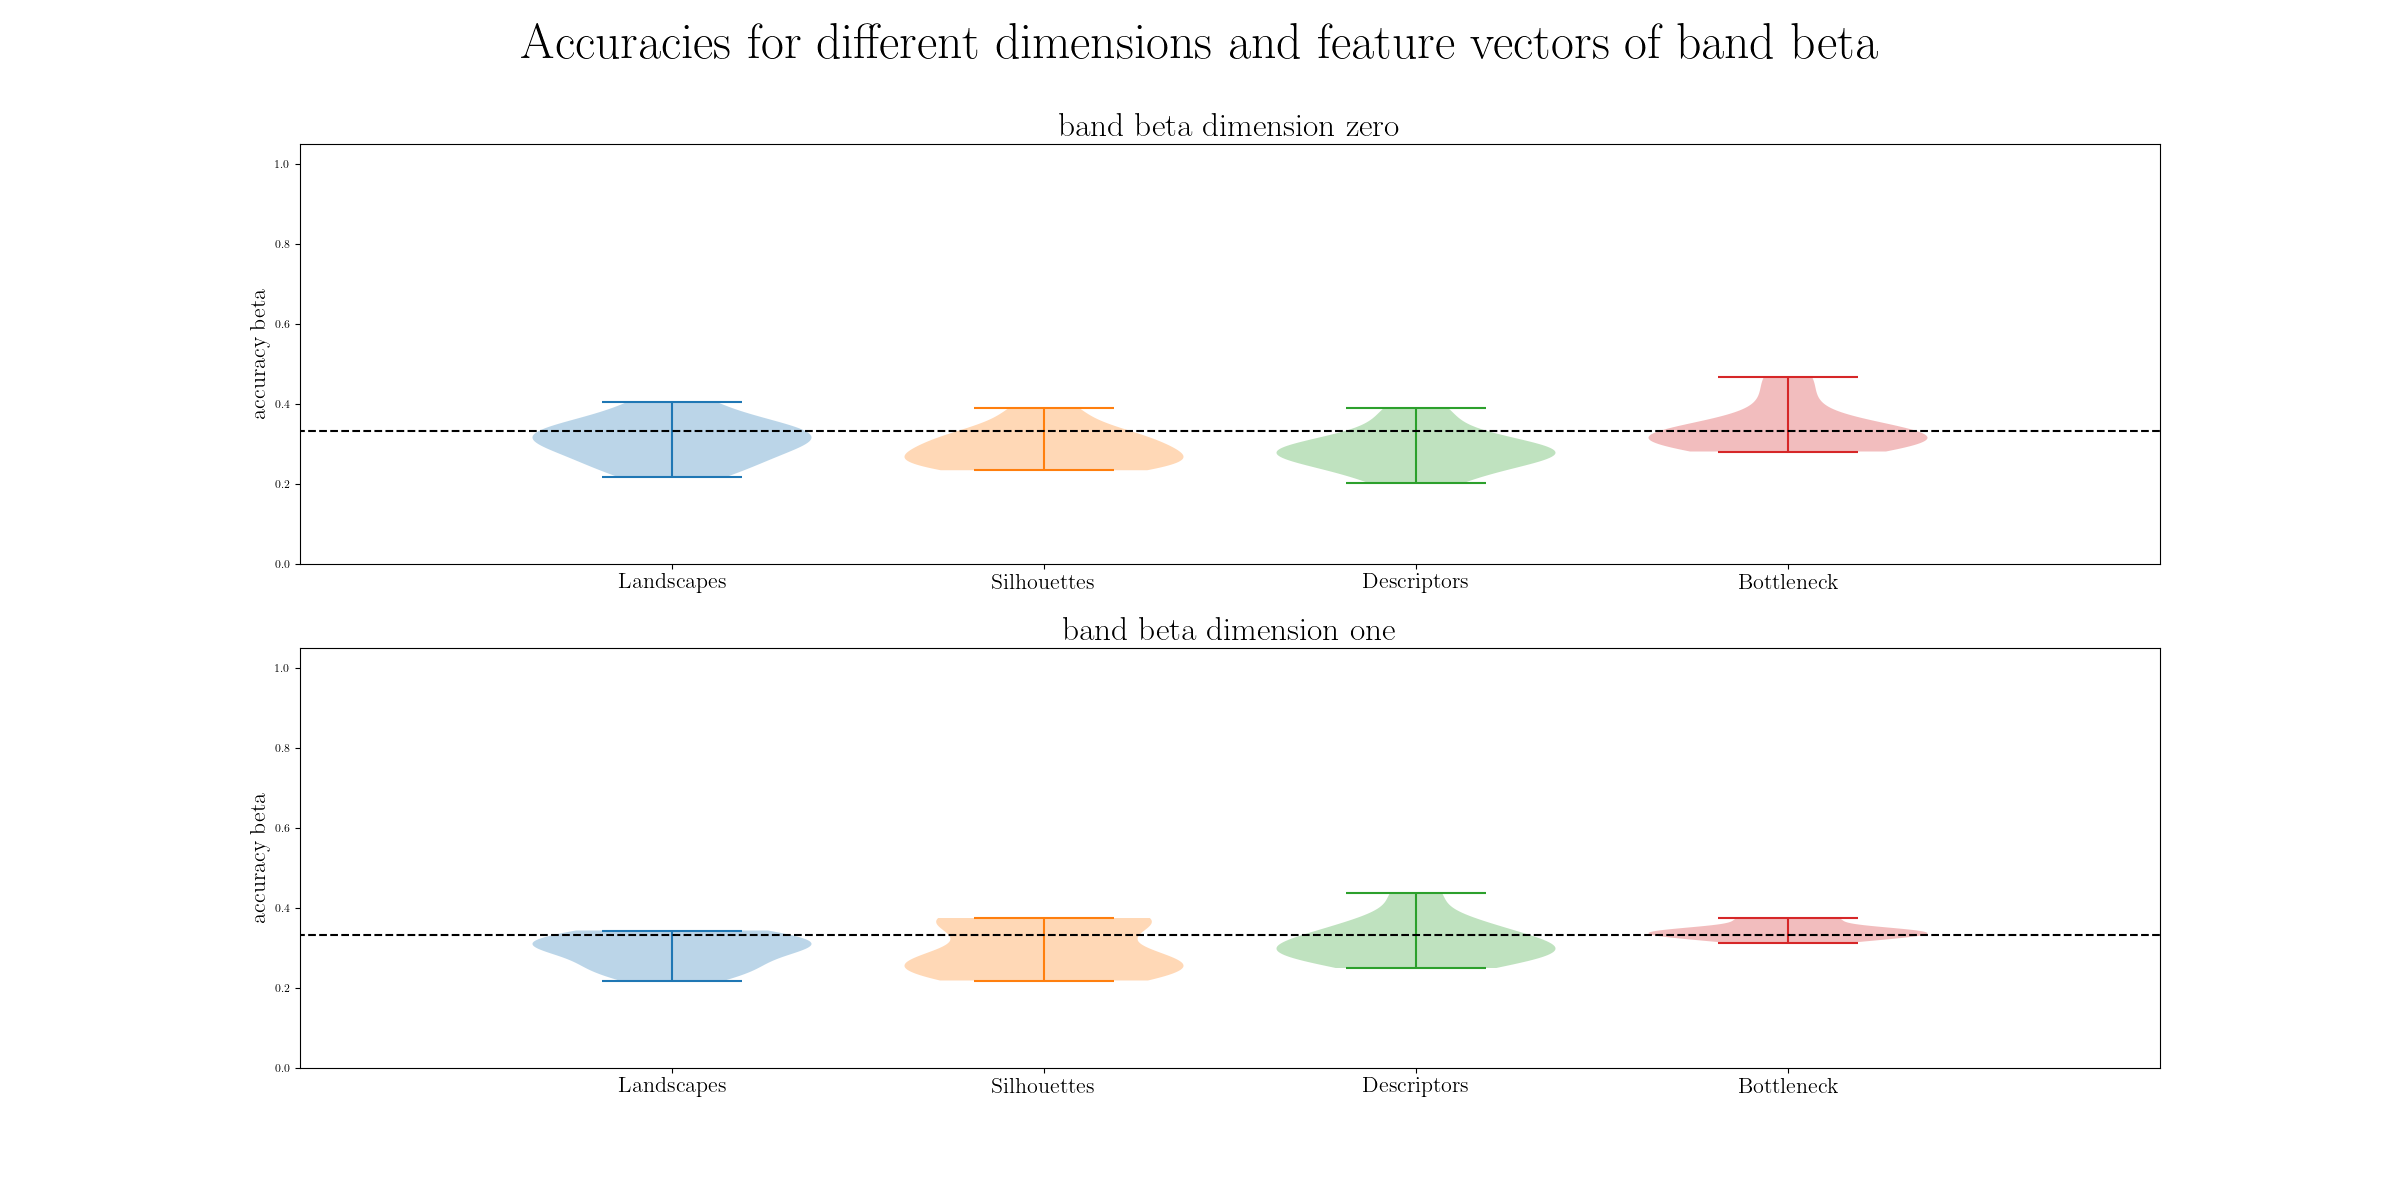 Accuracies for different dimensions and feature vectors of band beta
band beta dimension zero
1.0
0.8
0.6
0.4
0.2
0.0
accuracy beta
Landscapes Silhouettes Descriptors Bottleneck
band beta dimension one
1.0
0.8
0.6
0.4
0.2
0.0
accuracy beta
Landscapes Silhouettes Descriptors Bottleneck